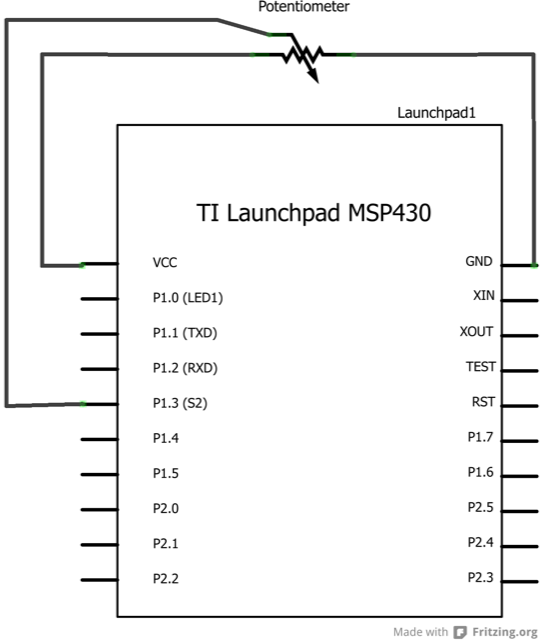 Potentiometer
Launchpad1
TI Launchpad MSP430
VCC
GND
P1.0 (LED1)
XIN
P1.1 (TXD)
XOUT
P1.2 (RXD)
TEST
P1.3 (S2)
RST
P1.4
P1.7
P1.5
P1.6
P2.0
P2.5
P2.1
P2.4
P2.2
P2.3
Made with Fritzing.org